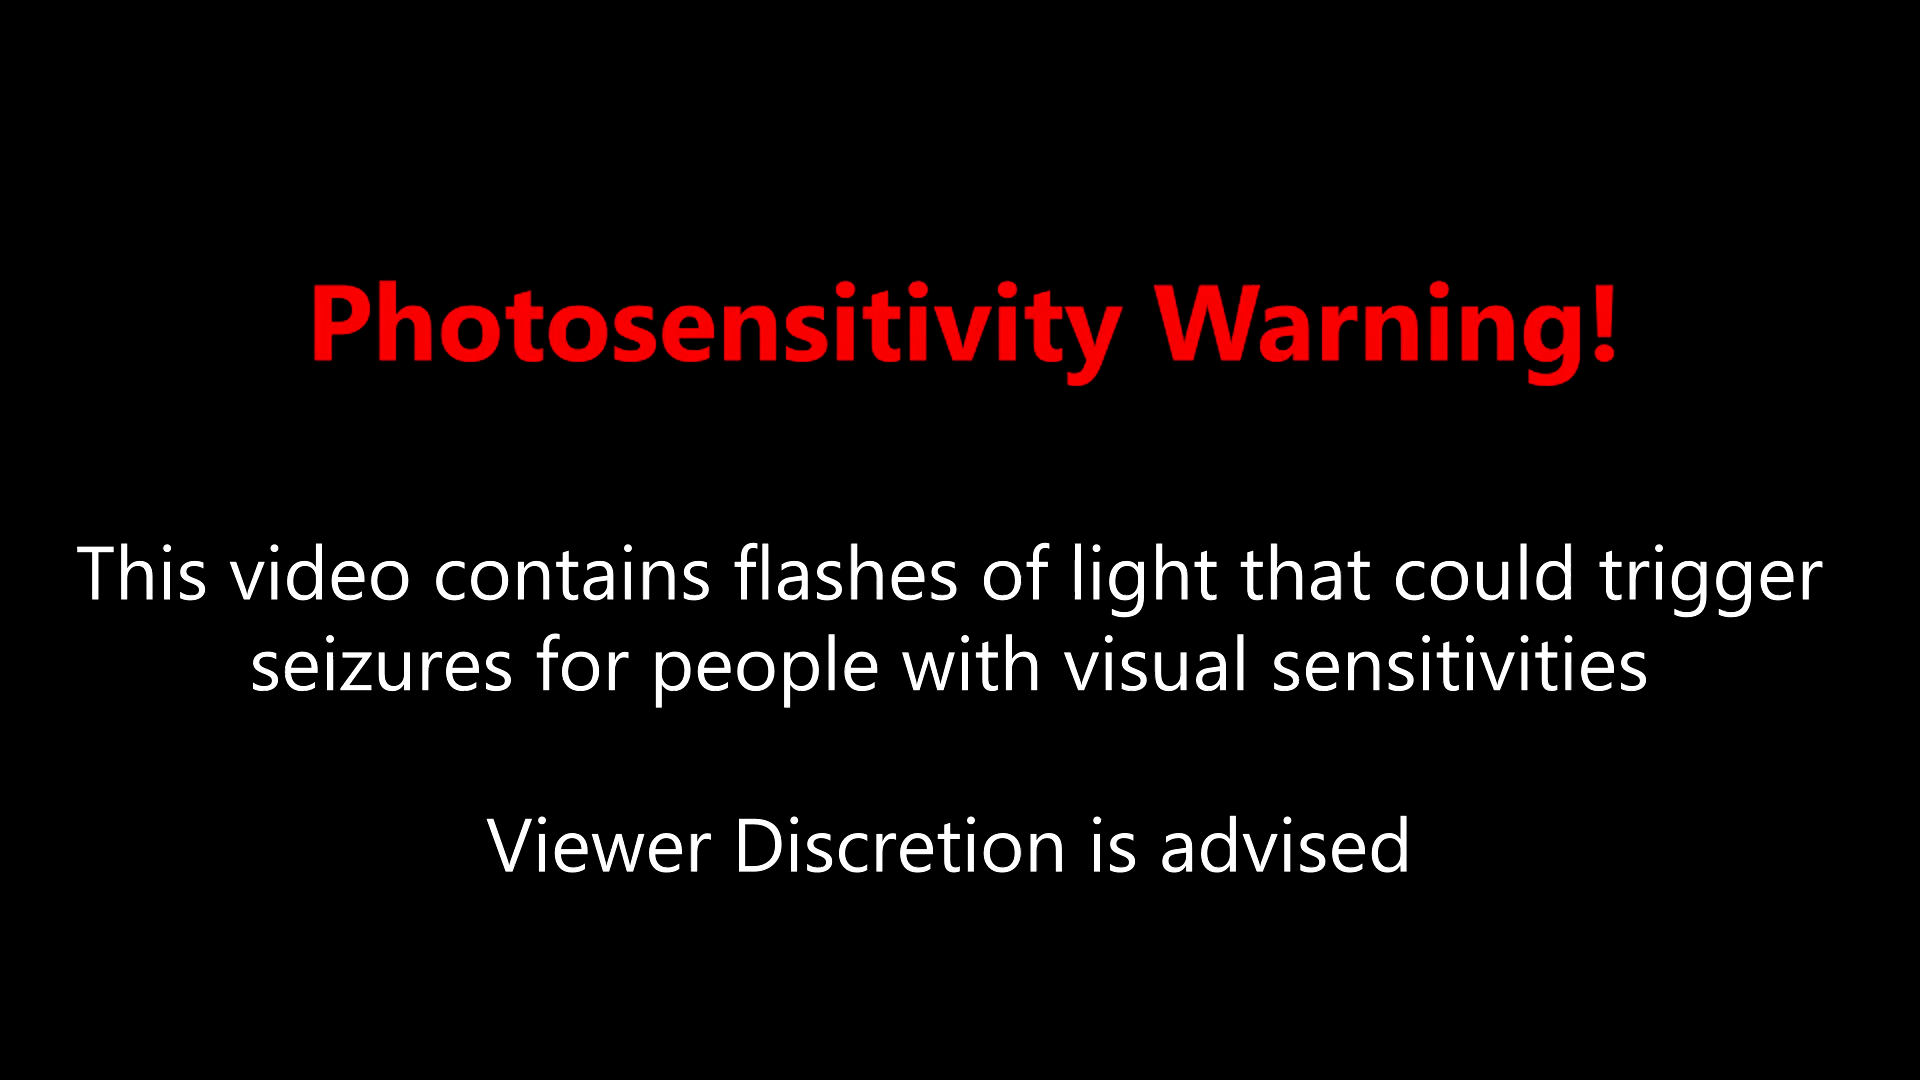 Photosensitivity Warning!
This video contains flashes of light that could trigger
seizures for people with visual sensitivities
Viewer Discretion is advised